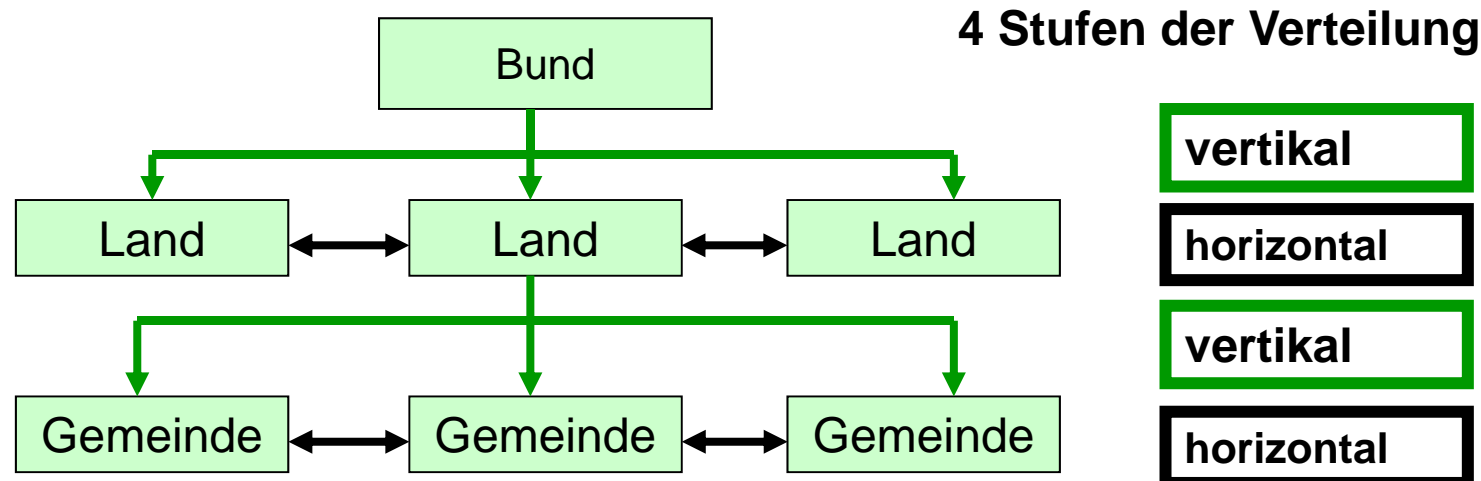 4 Stufen der Verteilung
Bund
vertikal
Land Land Land
horizontal
vertikal
Gemeinde Gemeinde Gemeinde
horizontal